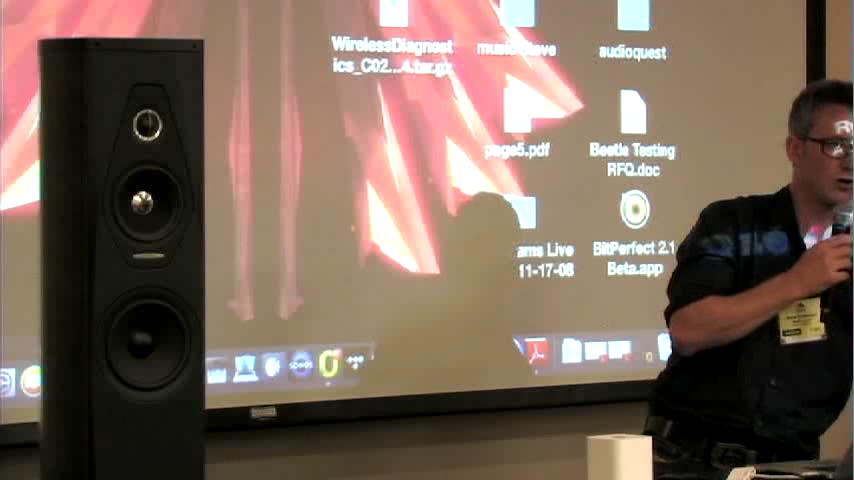 WirelessDiagnost
ics_C02...4.tar.gz
audioquest
page5.pdf
Beetle Testing
RFQ.doc
ams Live
11-17-08
BitPerfect 2.1
Beta.app